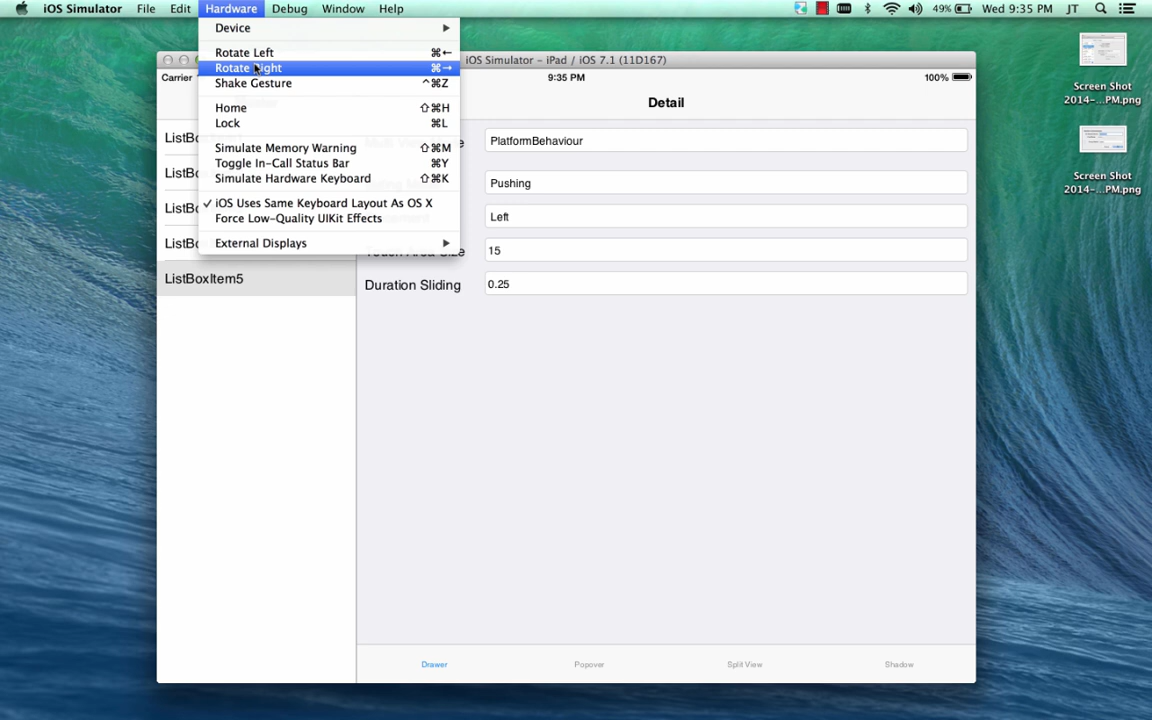 iOS Simulator File Edit Hardware Debug Window Help 49% Wed 9:35 PM JT
Device
Rotate Left ⌘←
Rotate Right ⌘→
Shake Gesture ^⌘Z
Home ⇧⌘H
Lock ⌘L
Simulate Memory Warning ⇧⌘M
Toggle In-Call Status Bar ⌘Y
Simulate Hardware Keyboard ⇧⌘K
✓ iOS Uses Same Keyboard Layout As OS X
Force Low-Quality UIKit Effects
External Displays
iOS Simulator – iPad / iOS 7.1 (11D167)
Carrier 9:35 PM 100%
Detail
ListBoxItem5
PlatformBehaviour
Pushing
Left
Touch Area Size 15
Duration Sliding 0.25
Drawer Popover Split View Shadow
Screen Shot
2014-...PM.png
Screen Shot
2014-...PM.png